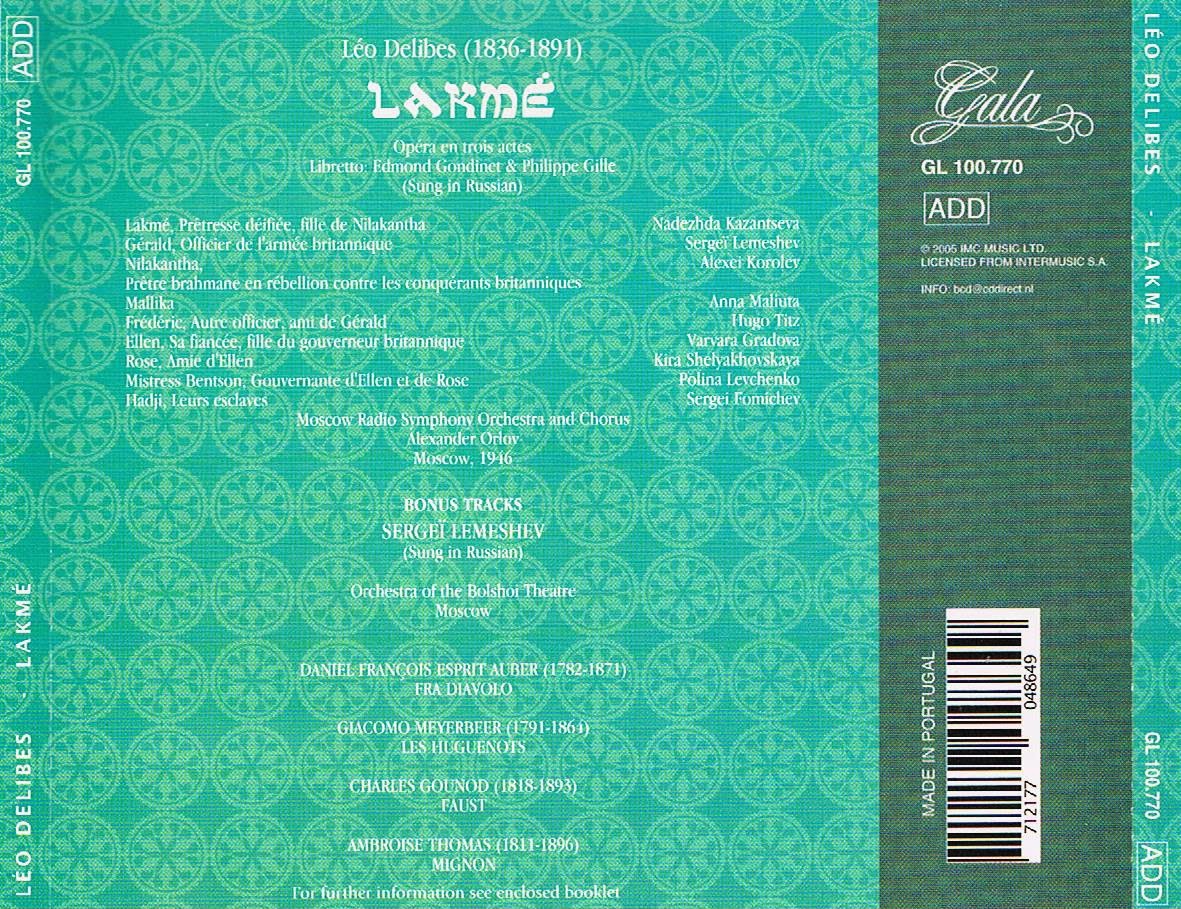 ADD
GL 100.770
LÉO DELIBES - LAKMÉ
Léo Delibes (1836-1891)
LAKMÉ
Opéra en trois actes
Libretto: Edmond Gondinet & Philippe Gille
(Sung in Russian)
Lakmé, Prêtresse déifiée, fille de Nilakantha Nadezhda Kazantseva
Gérald, Officier de l'armée britannique Sergeï Lemeshev
Nilakantha, Alexei Korolev
Prêtre brahmane en rébellion contre les conquérants britanniques
Mallika Anna Maliuta
Frédéric, Autre officier, ami de Gérald Hugo Titz
Ellen, Sa fiancée, fille du gouverneur britannique Varvara Gradova
Rose, Amie d'Ellen Kira Shelyakhovskaya
Mistress Bentson, Gouvernante d'Ellen et de Rose Polina Levchenko
Hadji, Leurs esclaves Sergei Fomichev
Moscow Radio Symphony Orchestra and Chorus
Alexander Orlov
Moscow, 1946
BONUS TRACKS
SERGEÏ LEMESHEV
(Sung in Russian)
Orchestra of the Bolshoi Theatre
Moscow
DANIEL FRANÇOIS ESPRIT AUBER (1782-1871)
FRA DIAVOLO
GIACOMO MEYERBEER (1791-1864)
LES HUGUENOTS
CHARLES GOUNOD (1818-1893)
FAUST
AMBROISE THOMAS (1811-1896)
MIGNON
For further information see enclosed booklet
Gala
GL 100.770
ADD
© 2005 IMC MUSIC LTD.
LICENSED FROM INTERMUSIC S.A.
INFO: bcd@cddirect.nl
MADE IN PORTUGAL
712177 048649
LÉO DELIBES - LAKMÉ
GL 100.770
ADD